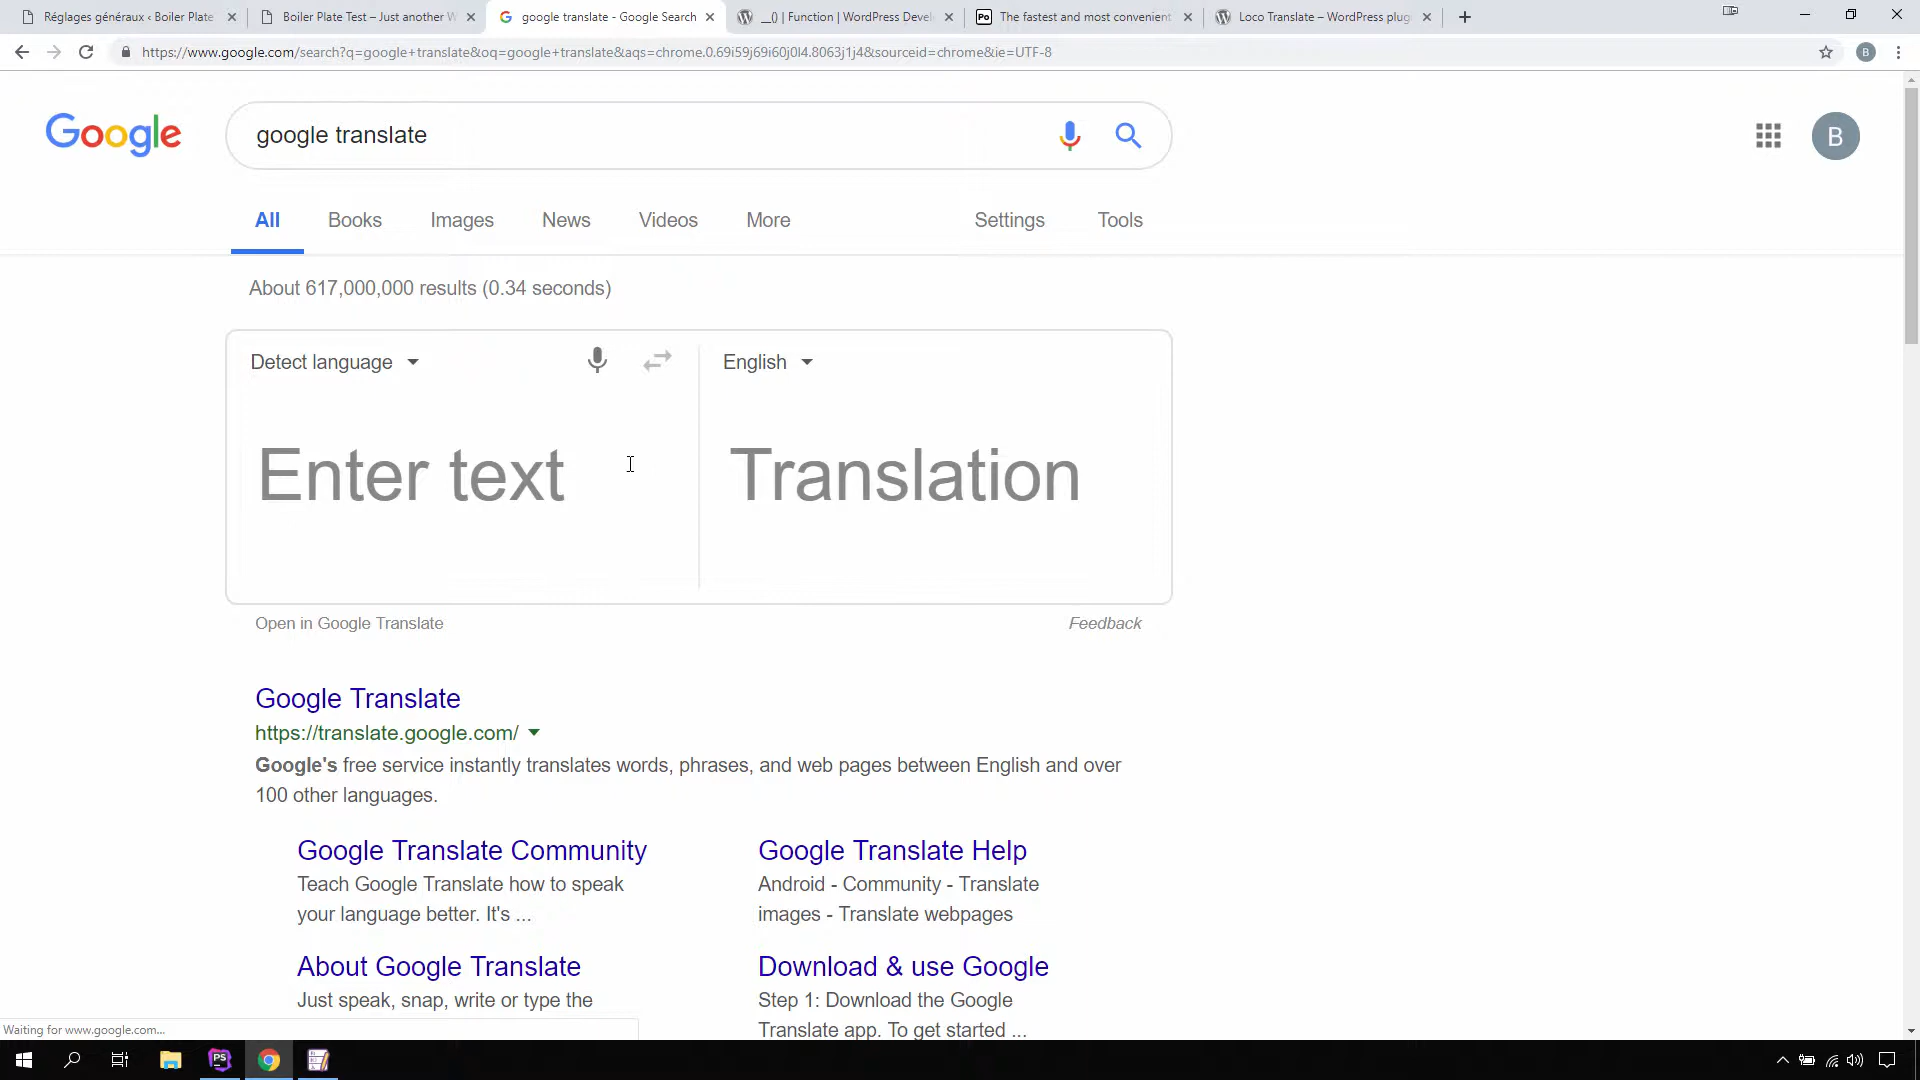 Réglages généraux ‹ Boiler Plate
Boiler Plate Test – Just another W
google translate - Google Search
__() | Function | WordPress Devel
Po
The fastest and most convenient
Loco Translate – WordPress plug
https://www.google.com/search?q=google+translate&oq=google+translate&aqs=chrome.0.69i59j69i60j0l4.8063j1j4&sourceid=chrome&ie=UTF-8
B
Google
google translate
B
All
Books
Images
News
Videos
More
Settings
Tools
About 617,000,000 results (0.34 seconds)
Detect language
English
Enter text
Translation
Open in Google Translate
Feedback
Google Translate
https://translate.google.com/
Google's free service instantly translates words, phrases, and web pages between English and over
100 other languages.
Google Translate Community
Teach Google Translate how to speak
your language better. It's ...
Google Translate Help
Android - Community - Translate
images - Translate webpages
About Google Translate
Just speak, snap, write or type the
Download & use Google
Step 1: Download the Google
Translate app. To get started ...
Waiting for www.google.com...
PS